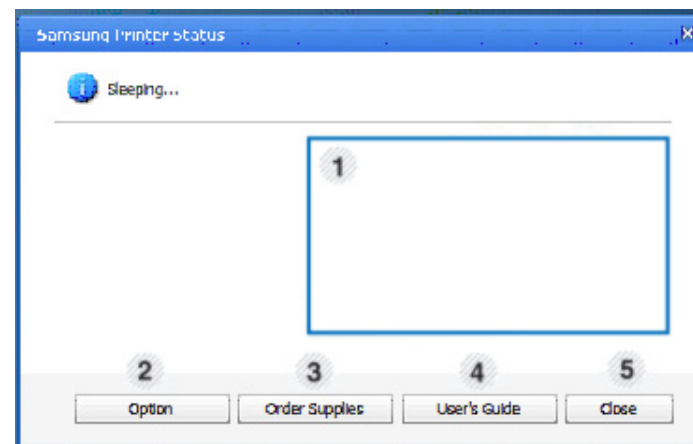 Samsung Printer Status
Sleeping...
1
2 3 4 5
Option Order Supplies User's Guide Close